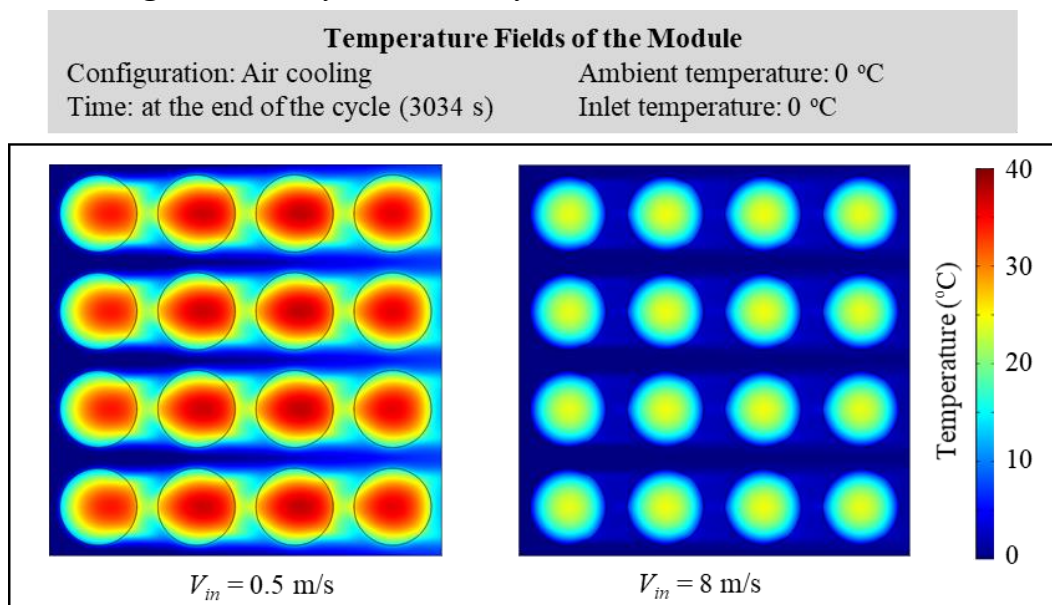 Temperature Fields of the Module
Configuration: Air cooling
Ambient temperature: 0 °C
Time: at the end of the cycle (3034 s)
Inlet temperature: 0 °C
40
30
20
10
0
Temperature (°C)
V_in = 0.5 m/s
V_in = 8 m/s